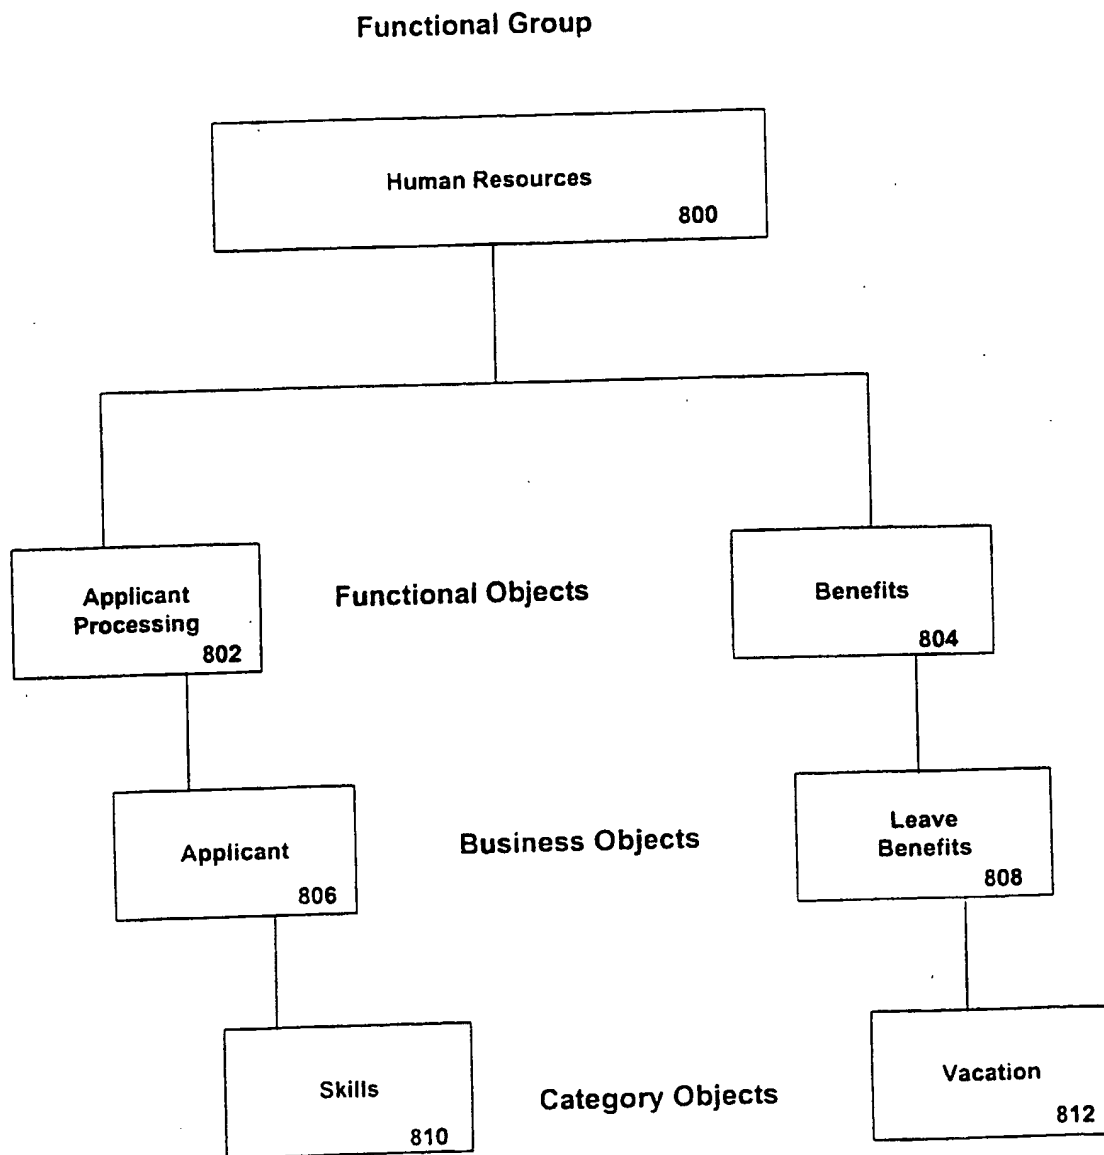 Functional Group
Human Resources
800
Applicant
Processing
802
Functional Objects
Benefits
804
Applicant
806
Business Objects
Leave
Benefits
808
Skills
810
Category Objects
Vacation
812